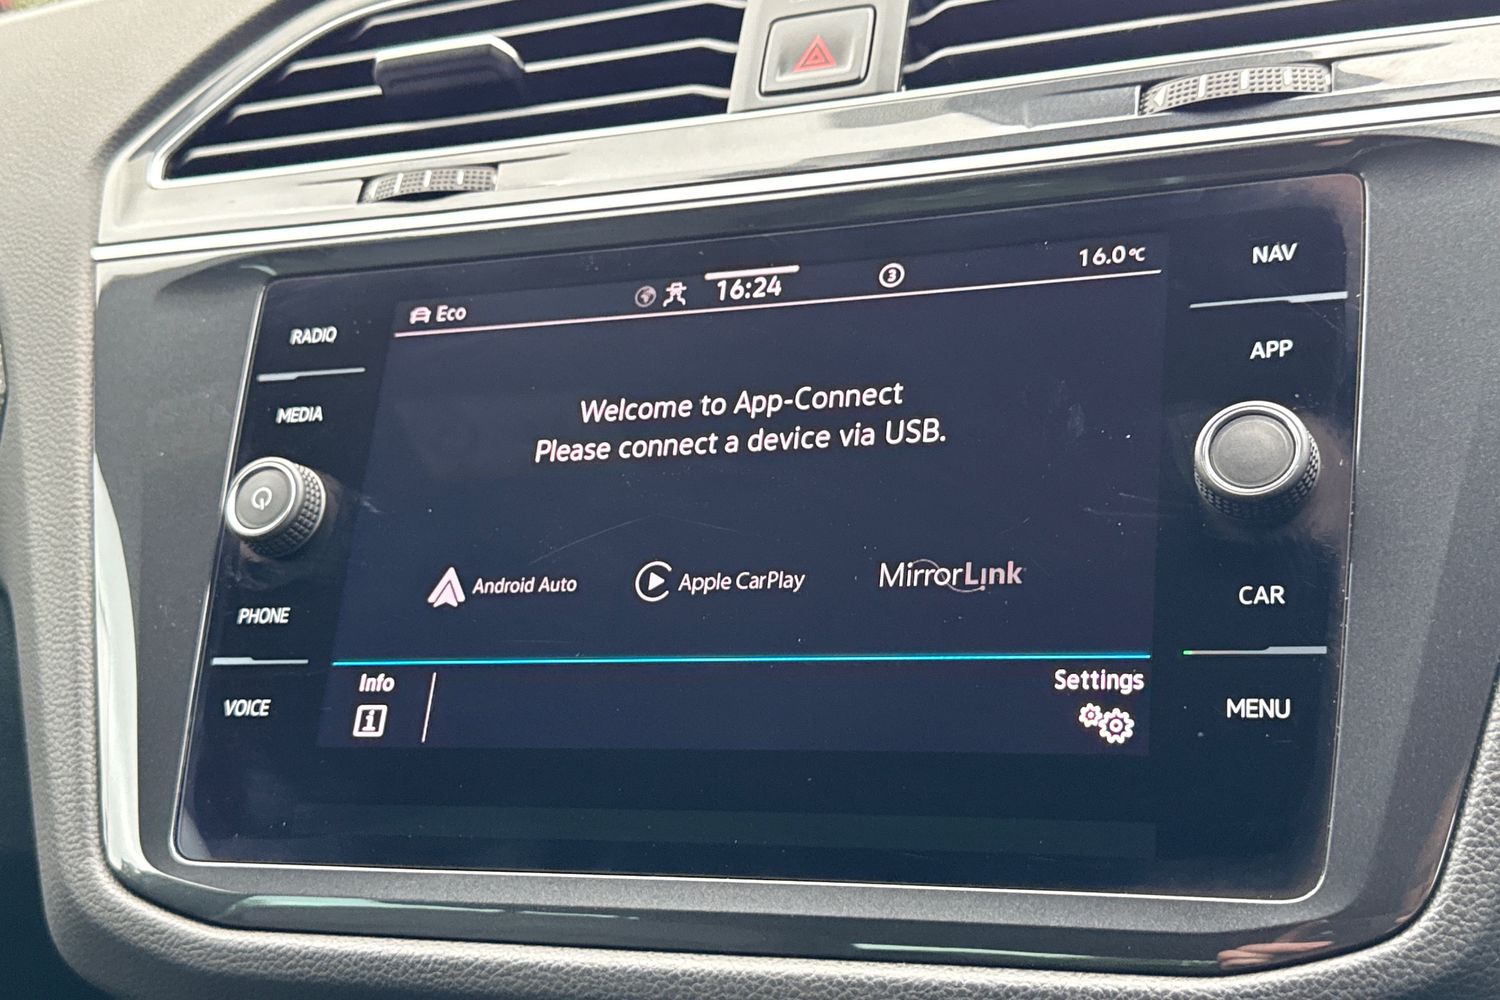 Eco
16:24
3
16.0°C
RADIO
MEDIA
PHONE
VOICE
Welcome to App-Connect
Please connect a device via USB.
Android Auto
Apple CarPlay
MirrorLink
Info
i
Settings
NAV
APP
CAR
MENU